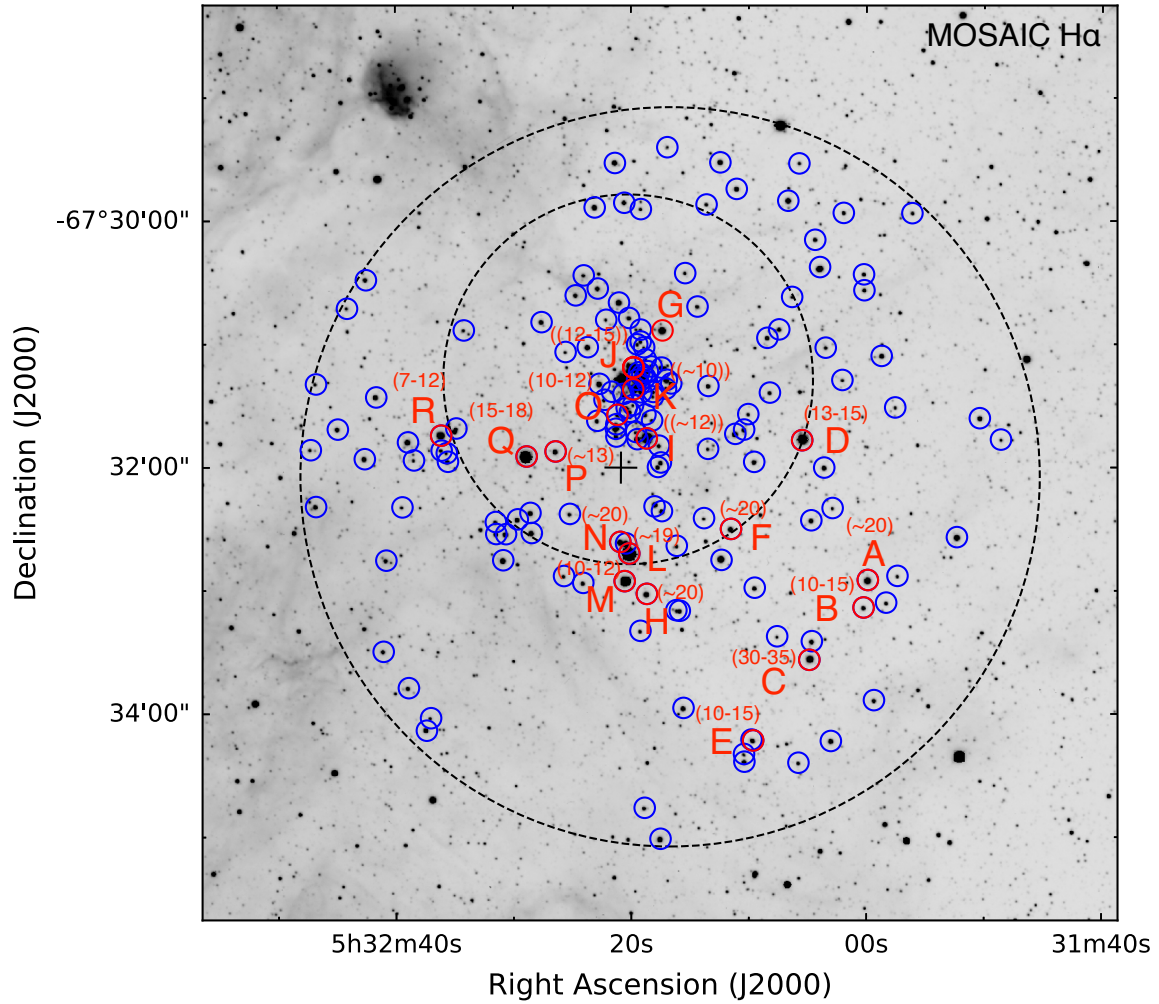 MOSAIC Hα
-67°30'00"
G
((12-15))
J
((~10))
(7-12)
(10-12)
K
O
R
(15-18)
((~12))
(13-15)
Q
I
D
(~13)
P
32'00"
(~20)
(~20)
(~20)
N
(~19)
F
L
A
(10-12)
(10-15)
M
(~20)
B
H
(30-35)
C
34'00"
(10-15)
E
5h32m40s
20s
00s
31m40s
Right Ascension (J2000)
Declination (J2000)